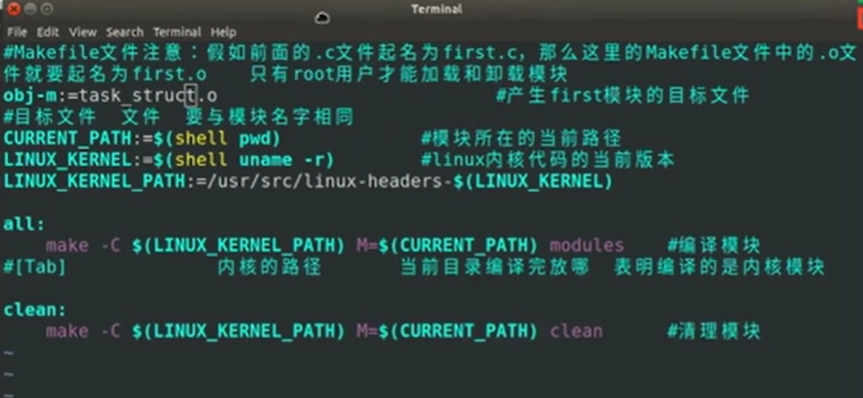 Terminal
File Edit View Search Terminal Help
#Makefile文件注意：假如前面的.c文件起名为first.c，那么这里的Makefile文件中的.o文
件就要起名为first.o    只有root用户才能加载和卸载模块
obj-m:=task_struct.o                          #产生first模块的目标文件
#目标文件  文件  要与模块名字相同
CURRENT_PATH:=$(shell pwd)             #模块所在的当前路径
LINUX_KERNEL:=$(shell uname -r)        #linux内核代码的当前版本
LINUX_KERNEL_PATH:=/usr/src/linux-headers-$(LINUX_KERNEL)
all:
    make -C $(LINUX_KERNEL_PATH) M=$(CURRENT_PATH) modules    #编译模块
#[Tab]              内核的路径       当前目录编译完放哪  表明编译的是内核模块
clean:
    make -C $(LINUX_KERNEL_PATH) M=$(CURRENT_PATH) clean      #清理模块
~
~
~